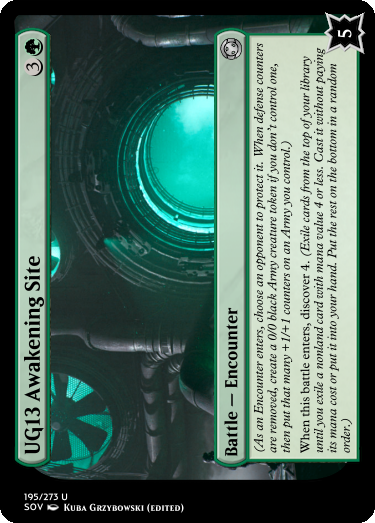 UG13 Awakening Site
3
Battle — Encounter
(As an Encounter enters, choose an opponent to protect it. When defense counters
are removed, create a 0/0 black Army creature token if you don't control one,
then put that many +1/+1 counters on an Army you control.)
When this battle enters, discover 4. (Exile cards from the top of your library
until you exile a nonland card with mana value 4 or less. Cast it without paying
its mana cost or put it into your hand. Put the rest on the bottom in a random
order.)
5
195/273 U
SOV Kuba Grzybowski (edited)